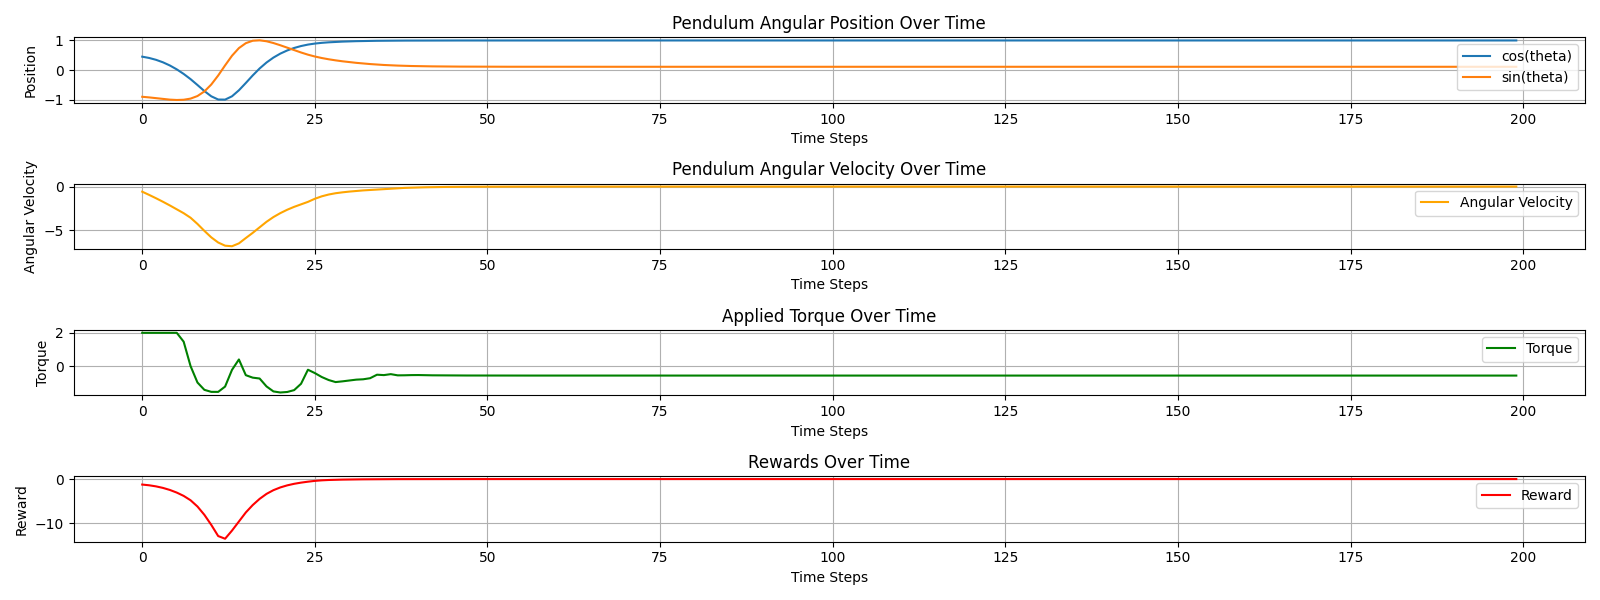 Pendulum Angular Position Over Time
Position
1
0
−1
cos(theta)
sin(theta)
0 25 50 75 100 125 150 175 200
Time Steps
Pendulum Angular Velocity Over Time
Angular Velocity
0
−5
Angular Velocity
0 25 50 75 100 125 150 175 200
Time Steps
Applied Torque Over Time
Torque
2
0
Torque
0 25 50 75 100 125 150 175 200
Time Steps
Rewards Over Time
Reward
0
−10
Reward
0 25 50 75 100 125 150 175 200
Time Steps